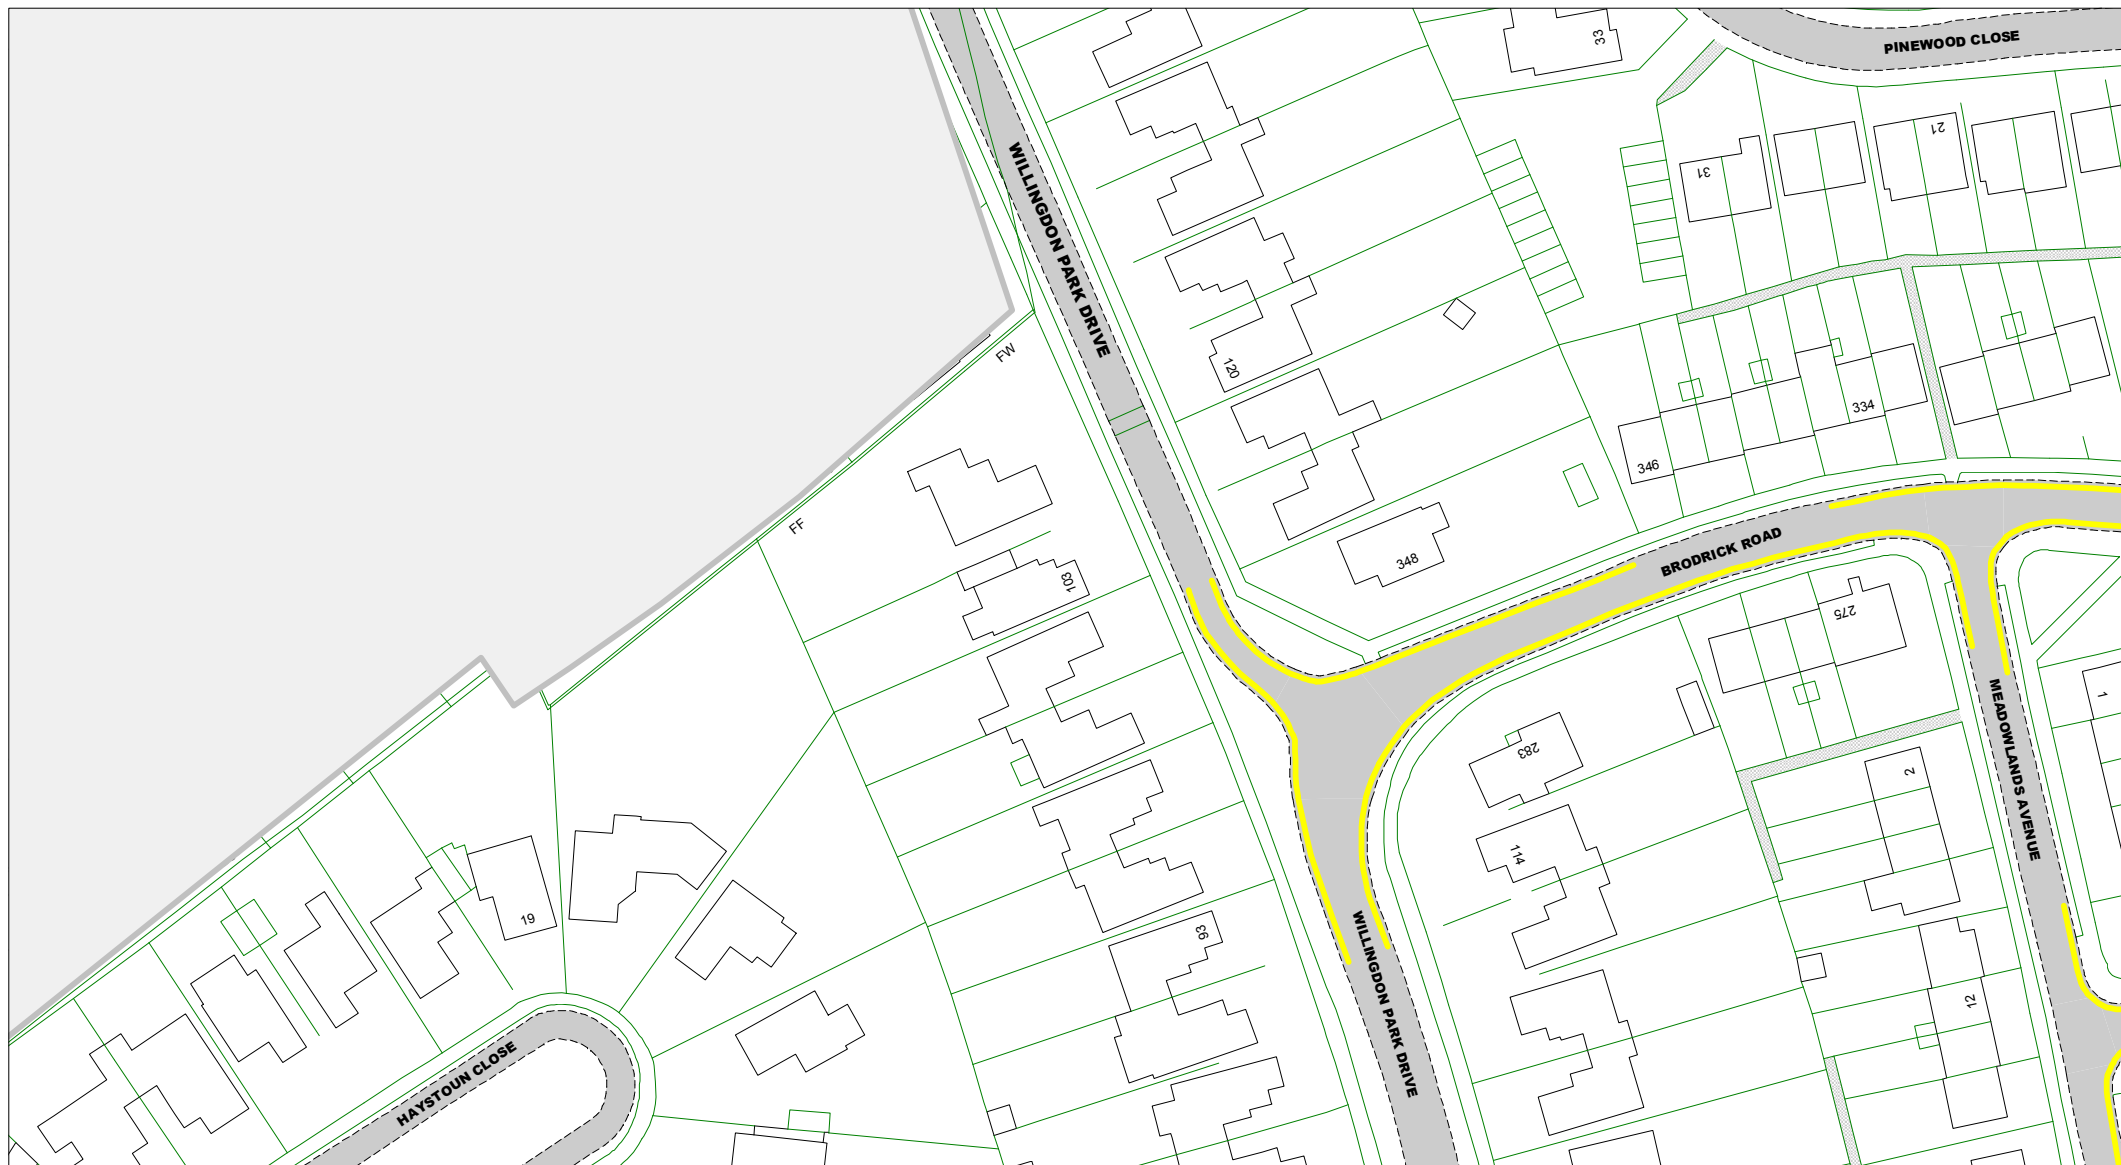 33
PINEWOOD CLOSE
WILLINGDON PARK DRIVE
21
31
FW
120
334
346
FF
BRODRICK ROAD
348
103
275
MEADOWLANDS AVENUE
1
283
2
114
19
93
WILLINGDON PARK DRIVE
12
HAYSTOUN CLOSE